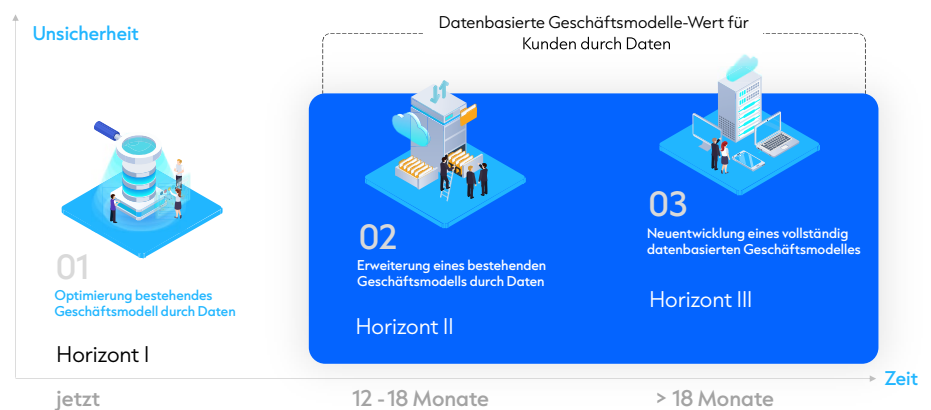 Unsicherheit
Datenbasierte Geschäftsmodelle-Wert für
Kunden durch Daten
01
Optimierung bestehendes
Geschäftsmodell durch Daten
Horizont I
02
Erweiterung eines bestehenden
Geschäftsmodells durch Daten
Horizont II
03
Neuentwicklung eines vollständig
datenbasierten Geschäftsmodelles
Horizont III
Zeit
jetzt
12 - 18 Monate
> 18 Monate